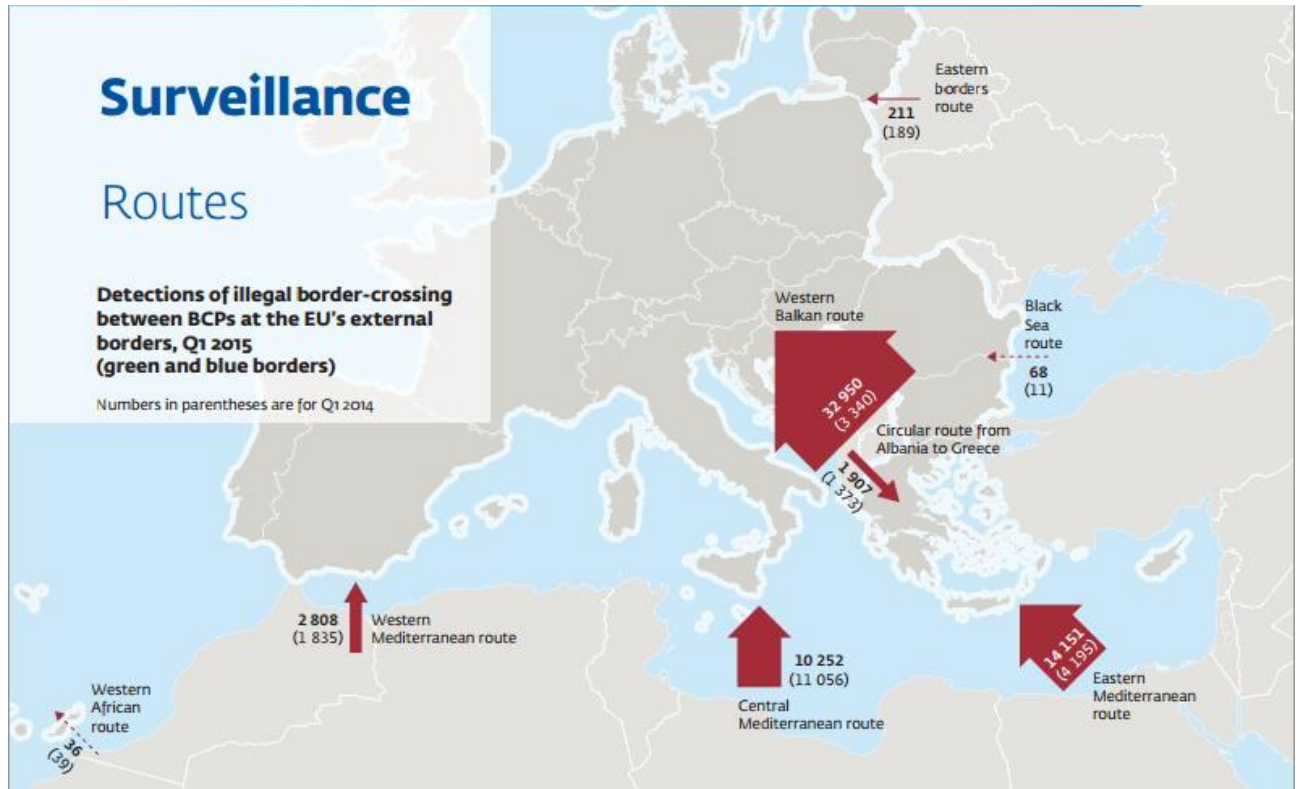 Surveillance
Routes
Detections of illegal border-crossing
between BCPs at the EU's external
borders, Q1 2015
(green and blue borders)
Numbers in parentheses are for Q1 2014
Eastern
borders
route
211
(189)
Western
Balkan route
32 950
(3 340)
Black
Sea
route
68
(11)
Circular route from
Albania to Greece
1 907
(1 373)
2 808
(1 835)
Western
Mediterranean route
10 252
(11 056)
Central
Mediterranean route
14 151
(4 195)
Eastern
Mediterranean
route
Western
African
route
36
(39)